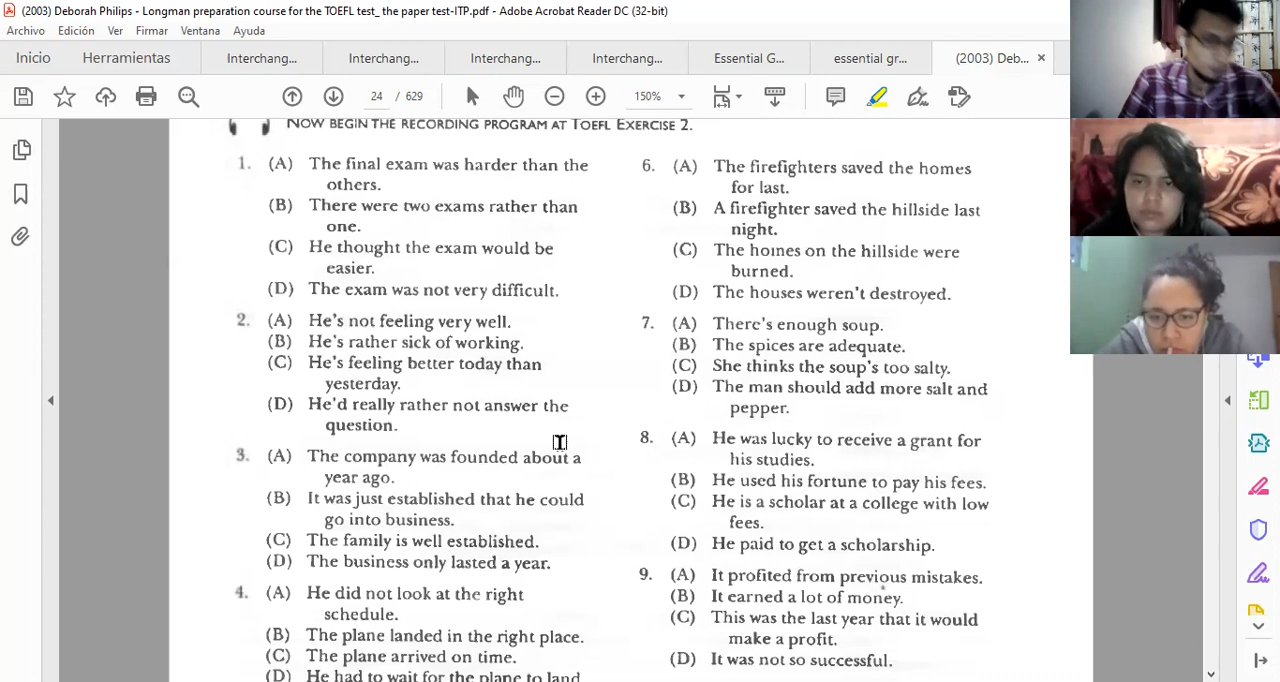 (2003) Deborah Philips - Longman preparation course for the TOEFL test_ the paper test-ITP.pdf - Adobe Acrobat Reader DC (32-bit)
Archivo Edición Ver Firmar Ventana Ayuda
Inicio Herramientas Interchang... Interchang... Interchang... Interchang... Essential G... essential gr... (2003) Deb... ×
24 / 629 150%
NOW BEGIN THE RECORDING PROGRAM AT TOEFL EXERCISE 2.
1. (A) The final exam was harder than the
others.
(B) There were two exams rather than
one.
(C) He thought the exam would be
easier.
(D) The exam was not very difficult.
2. (A) He's not feeling very well.
(B) He's rather sick of working.
(C) He's feeling better today than
yesterday.
(D) He'd really rather not answer the
question.
3. (A) The company was founded about a
year ago.
(B) It was just established that he could
go into business.
(C) The family is well established.
(D) The business only lasted a year.
4. (A) He did not look at the right
schedule.
(B) The plane landed in the right place.
(C) The plane arrived on time.
(D) He had to wait for the plane to land
6. (A) The firefighters saved the homes
for last.
(B) A firefighter saved the hillside last
night.
(C) The homes on the hillside were
burned.
(D) The houses weren't destroyed.
7. (A) There's enough soup.
(B) The spices are adequate.
(C) She thinks the soup's too salty.
(D) The man should add more salt and
pepper.
8. (A) He was lucky to receive a grant for
his studies.
(B) He used his fortune to pay his fees.
(C) He is a scholar at a college with low
fees.
(D) He paid to get a scholarship.
9. (A) It profited from previous mistakes.
(B) It earned a lot of money.
(C) This was the last year that it would
make a profit.
(D) It was not so successful.